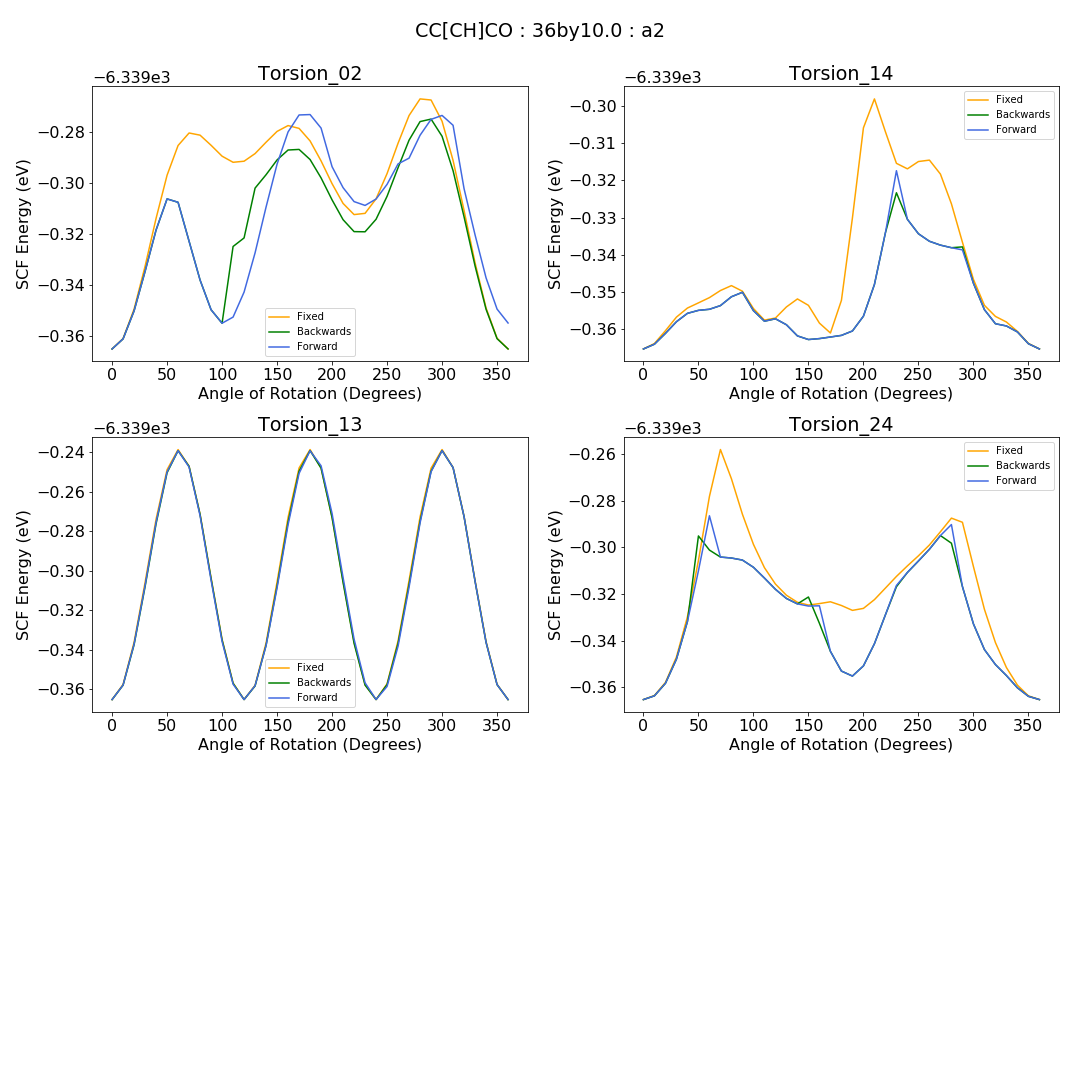 CC[CH]CO : 36by10.0 : a2
Torsion_02
−6.339e3
−0.28
−0.30
−0.32
−0.34
−0.36
SCF Energy (eV)
0 50 100 150 200 250 300 350
Angle of Rotation (Degrees)
Fixed
Backwards
Forward
Torsion_14
−6.339e3
−0.30
−0.31
−0.32
−0.33
−0.34
−0.35
−0.36
SCF Energy (eV)
0 50 100 150 200 250 300 350
Angle of Rotation (Degrees)
Fixed
Backwards
Forward
Torsion_13
−6.339e3
−0.24
−0.26
−0.28
−0.30
−0.32
−0.34
−0.36
SCF Energy (eV)
0 50 100 150 200 250 300 350
Angle of Rotation (Degrees)
Fixed
Backwards
Forward
Torsion_24
−6.339e3
−0.26
−0.28
−0.30
−0.32
−0.34
−0.36
SCF Energy (eV)
0 50 100 150 200 250 300 350
Angle of Rotation (Degrees)
Fixed
Backwards
Forward